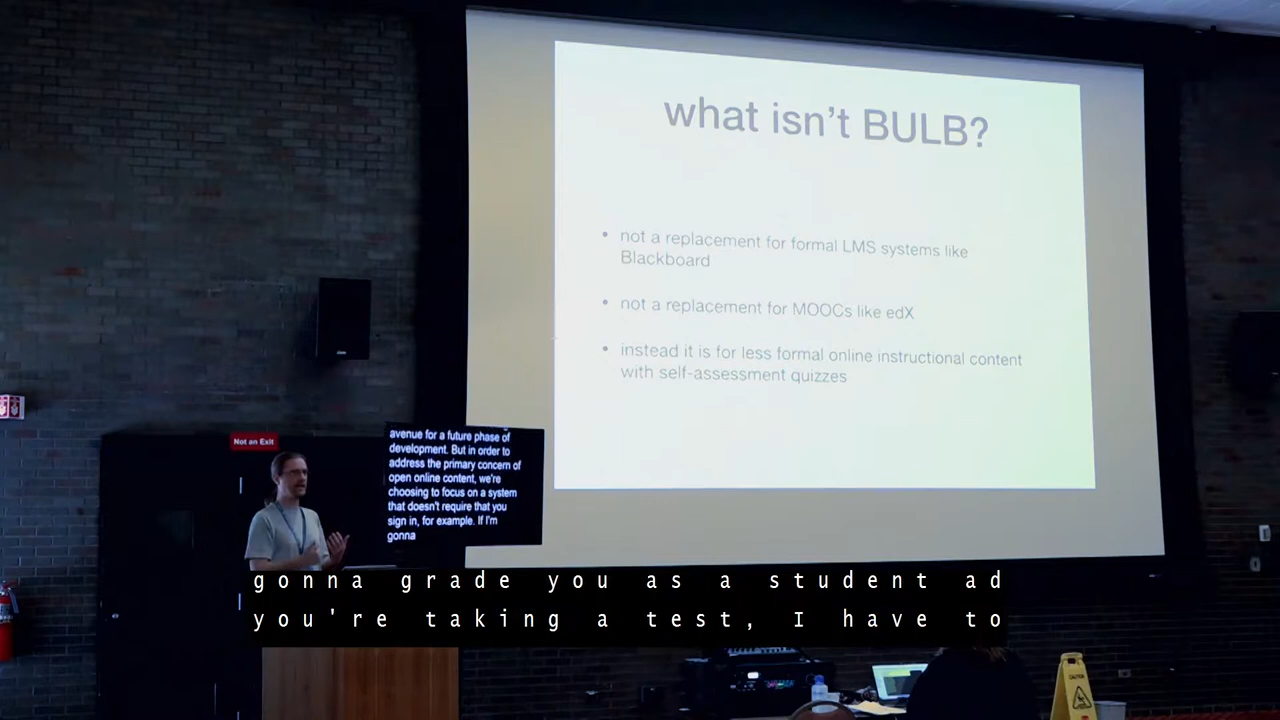 what isn't BULB?
• not a replacement for formal LMS systems like
Blackboard
• not a replacement for MOOCs like edX
• instead it is for less formal online instructional content
with self-assessment quizzes
Not an Exit
avenue for a future phase of
development. But in order to
address the primary concern of
open online content, we're
choosing to focus on a system
that doesn't require that you
sign in, for example. If I'm
gonna
gonna grade you as a student ad
you're taking a test, I have to
CAUTION